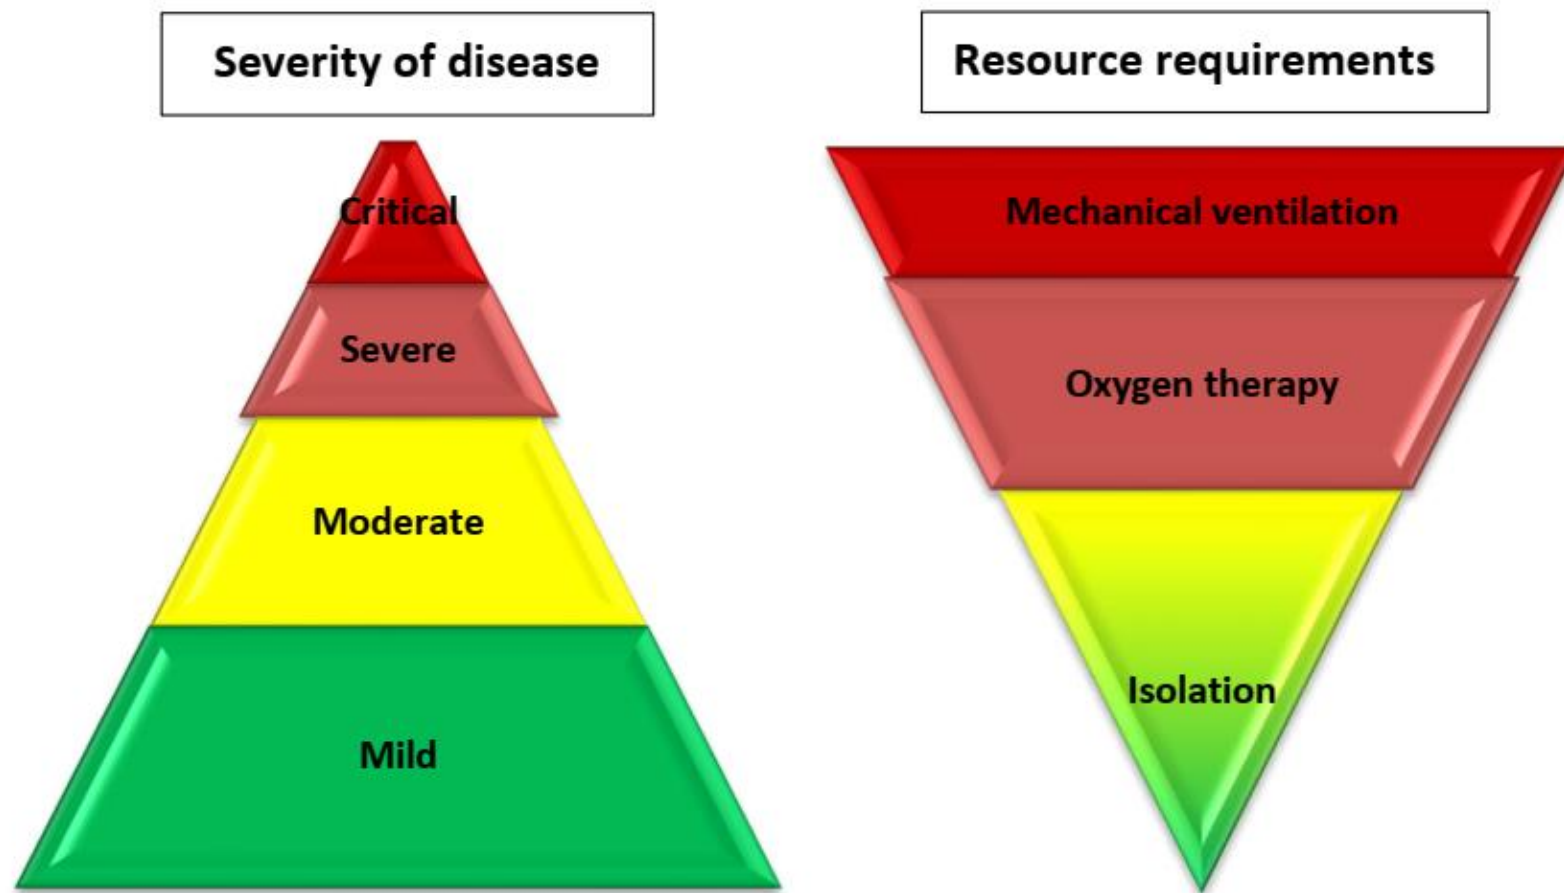 Severity of disease
Critical
Severe
Moderate
Mild
Resource requirements
Mechanical ventilation
Oxygen therapy
Isolation